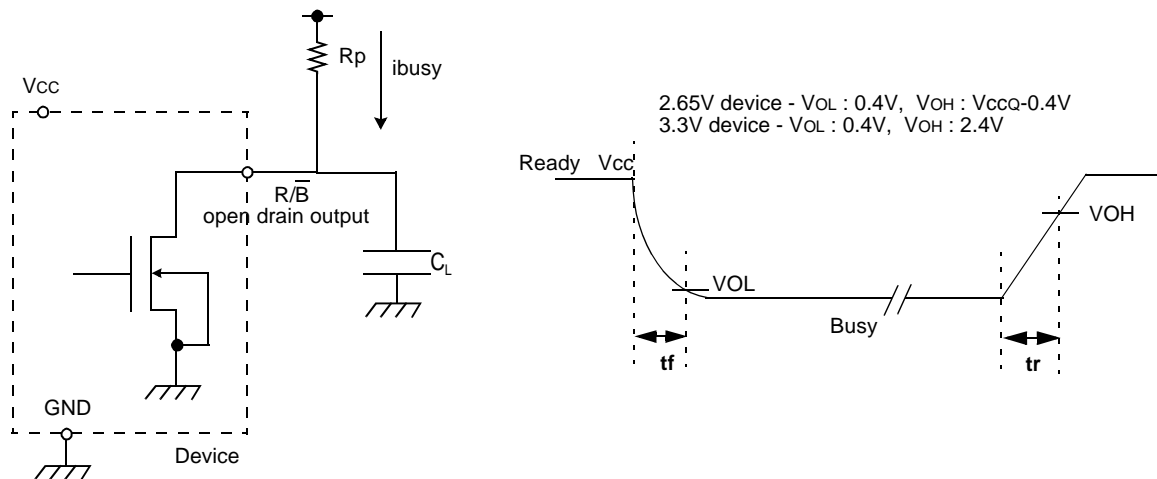 Rp
ibusy
VCC
R/B̅
open drain output
CL
GND
Device
2.65V device - VOL : 0.4V, VOH : VCCQ-0.4V
3.3V device - VOL : 0.4V, VOH : 2.4V
Ready Vcc
VOH
VOL
Busy
tf
tr